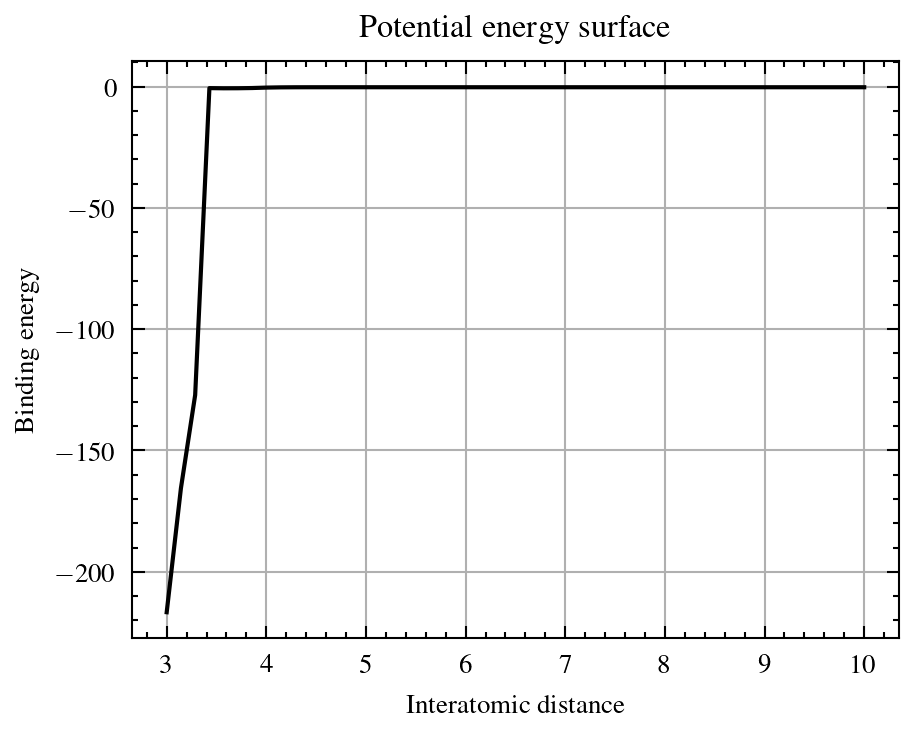 Potential energy surface
0
−50
−100
−150
−200
Binding energy
3 4 5 6 7 8 9 10
Interatomic distance